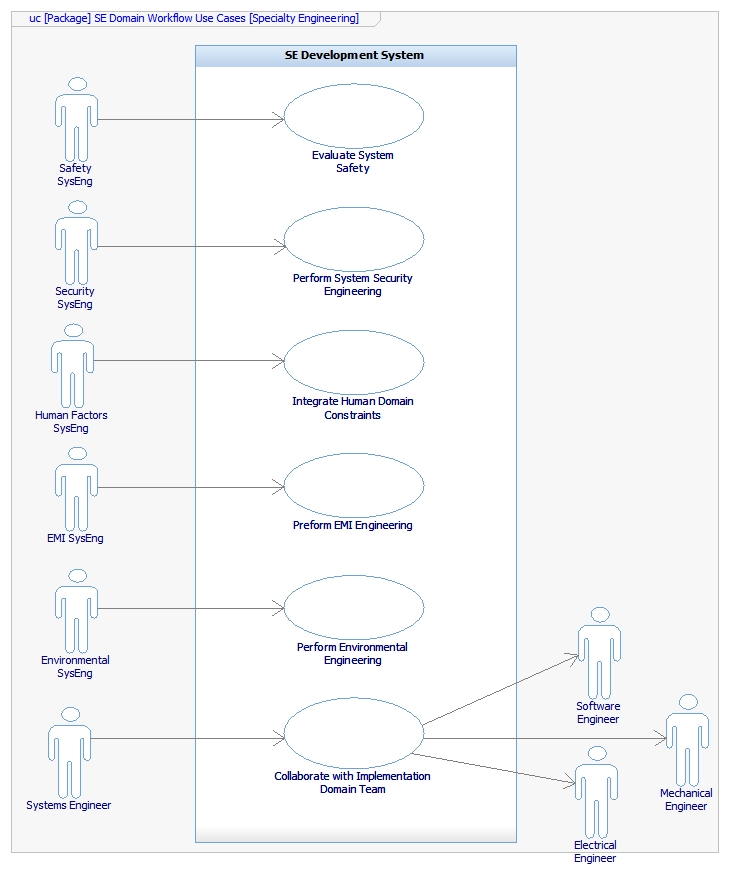 uc [Package] SE Domain Workflow Use Cases [Specialty Engineering]
SE Development System
Safety
SysEng
Evaluate System
Safety
Security
SysEng
Perform System Security
Engineering
Human Factors
SysEng
Integrate Human Domain
Constraints
EMI SysEng
Preform EMI Engineering
Environmental
SysEng
Perform Environmental
Engineering
Systems Engineer
Collaborate with Implementation
Domain Team
Software
Engineer
Mechanical
Engineer
Electrical
Engineer